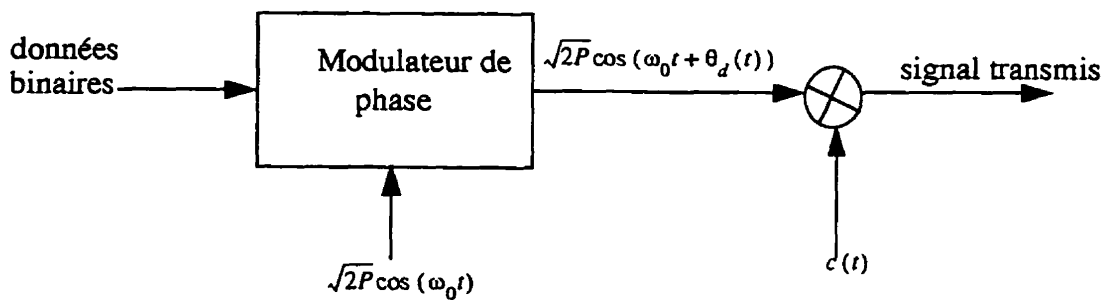 données
binaires
Modulateur de
phase
√2P cos (ω₀t + θ_d(t))
signal transmis
√2P cos (ω₀t)
c(t)